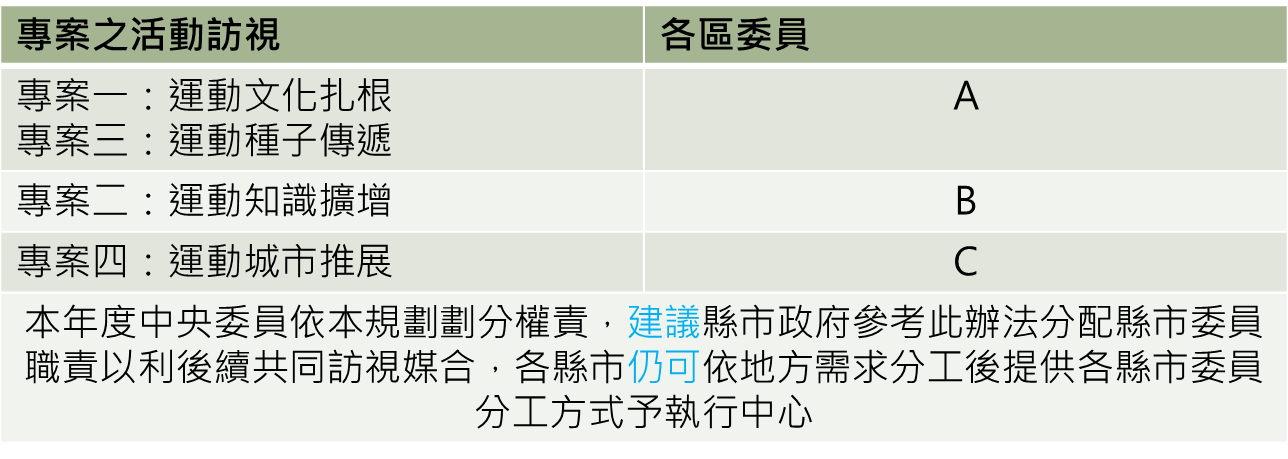 專案之活動訪視
各區委員
專案一：運動文化扎根
專案三：運動種子傳遞
A
專案二：運動知識擴增
B
專案四：運動城市推展
C
本年度中央委員依本規劃劃分權責，建議縣市政府參考此辦法分配縣市委員
職責以利後續共同訪視媒合，各縣市仍可依地方需求分工後提供各縣市委員
分工方式予執行中心